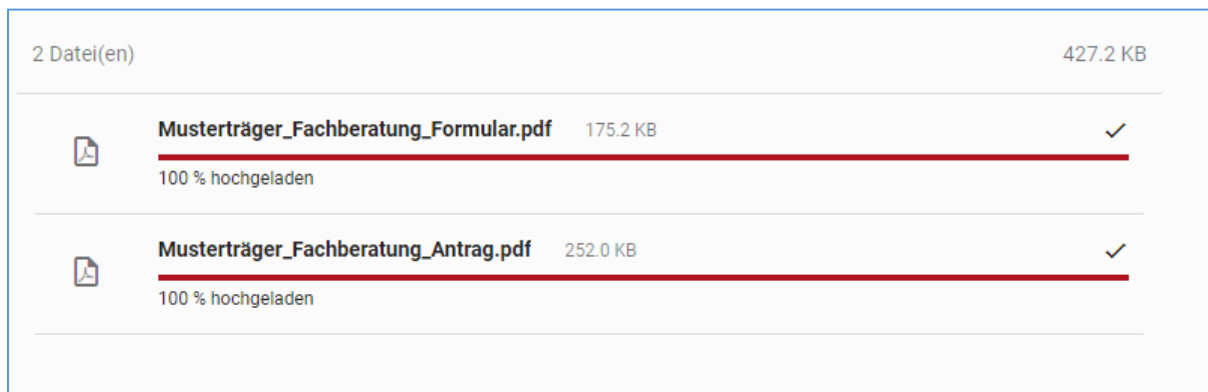 2 Datei(en) 427.2 KB
Musterträger_Fachberatung_Formular.pdf 175.2 KB
100 % hochgeladen
Musterträger_Fachberatung_Antrag.pdf 252.0 KB
100 % hochgeladen